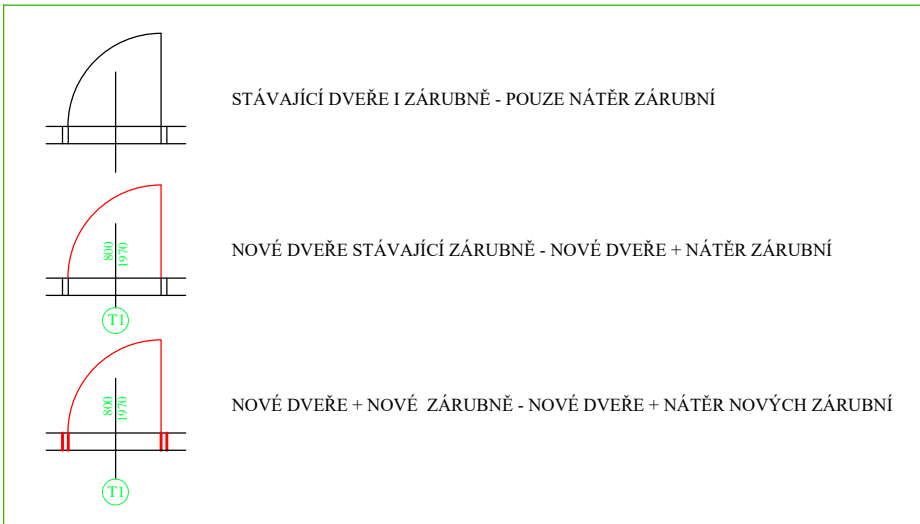 STÁVAJÍCÍ DVEŘE I ZÁRUBNĚ - POUZE NÁTĚR ZÁRUBNÍ
800
1970
NOVÉ DVEŘE STÁVAJÍCÍ ZÁRUBNĚ - NOVÉ DVEŘE + NÁTĚR ZÁRUBNÍ
T1
800
1970
NOVÉ DVEŘE + NOVÉ  ZÁRUBNĚ - NOVÉ DVEŘE + NÁTĚR NOVÝCH ZÁRUBNÍ
T1